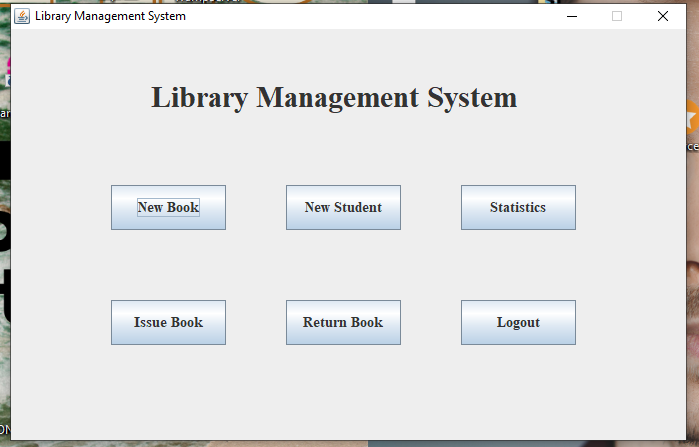 Library Management System
Library Management System
New Book
New Student
Statistics
Issue Book
Return Book
Logout